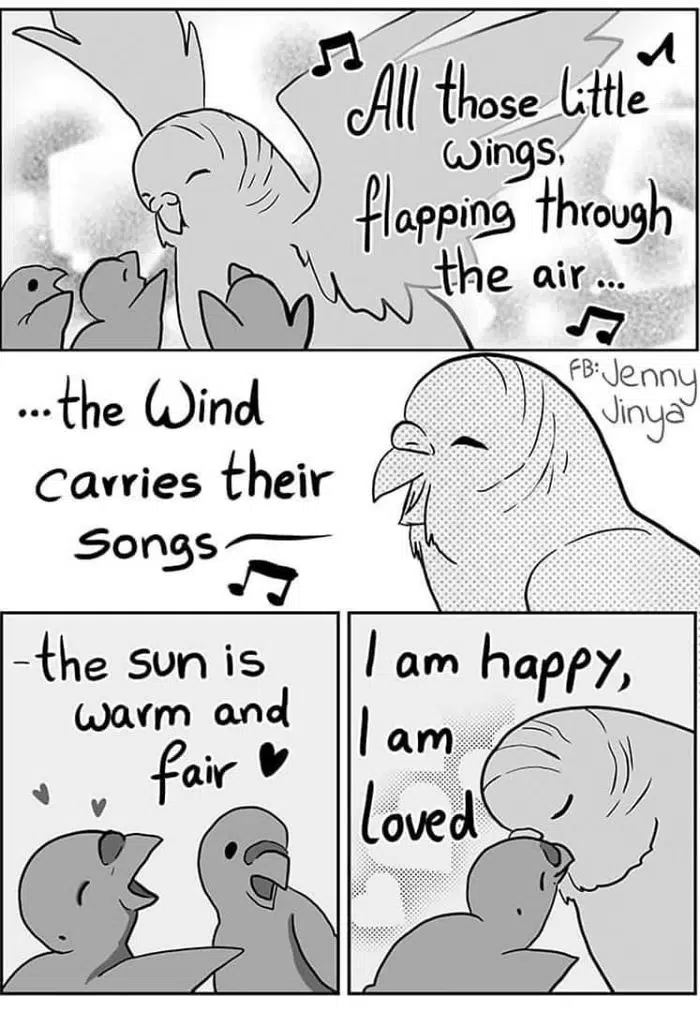 All those little
wings,
flapping through
the air...
FB: Jenny
Jinya
...the Wind
carries their
songs
-the sun is
warm and
fair
I am happy,
I am
loved